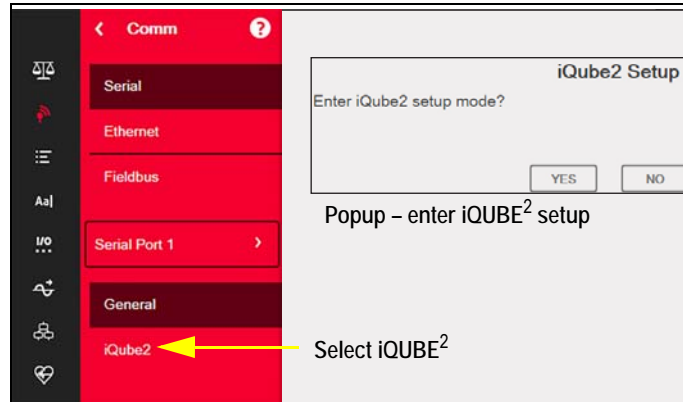 Comm ?
Serial
Ethernet
Fieldbus
Aa|
I/O
Serial Port 1
General
iQube2
iQube2 Setup
Enter iQube2 setup mode?
YES NO
Popup – enter iQUBE² setup
Select iQUBE²